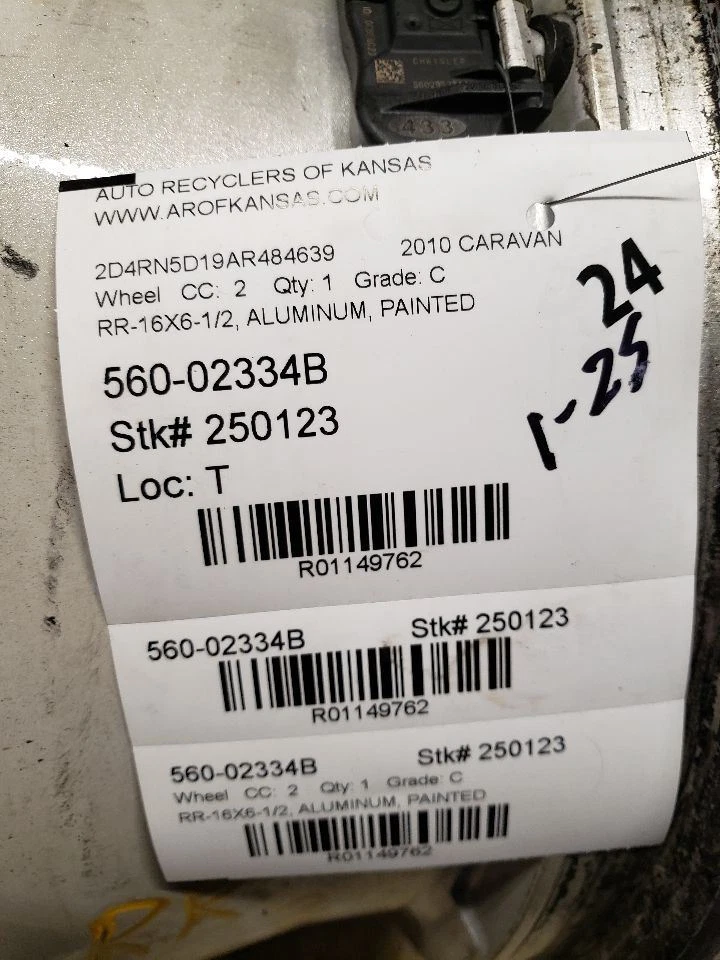 CHRYSLER
433
AUTO RECYCLERS OF KANSAS
WWW.AROFKANSAS.COM
2D4RN5D19AR484639 2010 CARAVAN
Wheel CC: 2 Qty: 1 Grade: C
RR-16X6-1/2, ALUMINUM, PAINTED
24
1-25
560-02334B
Stk# 250123
Loc: T
R01149762
560-02334B Stk# 250123
R01149762
560-02334B Stk# 250123
Wheel CC: 2 Qty: 1 Grade: C
RR-16X6-1/2, ALUMINUM, PAINTED
R01149762